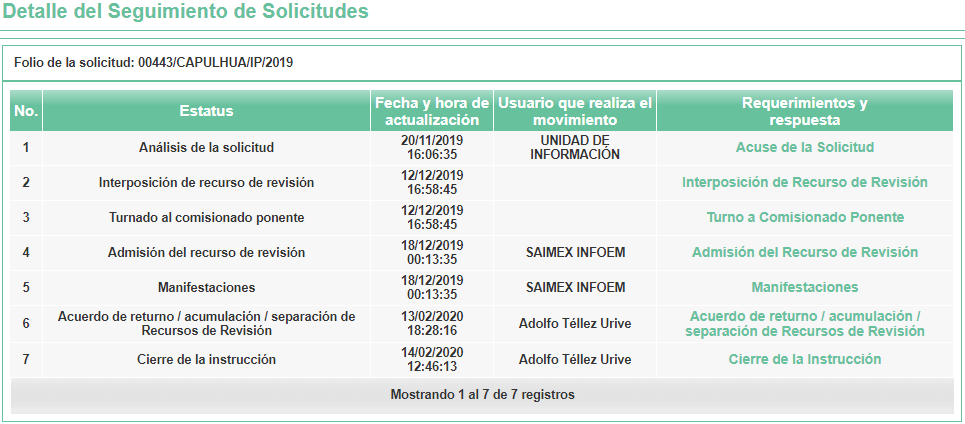 Detalle del Seguimiento de Solicitudes
Folio de la solicitud: 00443/CAPULHUA/IP/2019
No. Estatus Fecha y hora de actualización Usuario que realiza el movimiento Requerimientos y respuesta
1 Análisis de la solicitud 20/11/2019 16:06:35 UNIDAD DE INFORMACIÓN Acuse de la Solicitud
2 Interposición de recurso de revisión 12/12/2019 16:58:45 Interposición de Recurso de Revisión
3 Turnado al comisionado ponente 12/12/2019 16:58:45 Turno a Comisionado Ponente
4 Admisión del recurso de revisión 18/12/2019 00:13:35 SAIMEX INFOEM Admisión del Recurso de Revisión
5 Manifestaciones 18/12/2019 00:13:35 SAIMEX INFOEM Manifestaciones
6 Acuerdo de returno / acumulación / separación de Recursos de Revisión 13/02/2020 18:28:16 Adolfo Téllez Urive Acuerdo de returno / acumulación / separación de Recursos de Revisión
7 Cierre de la instrucción 14/02/2020 12:46:13 Adolfo Téllez Urive Cierre de la Instrucción
Mostrando 1 al 7 de 7 registros